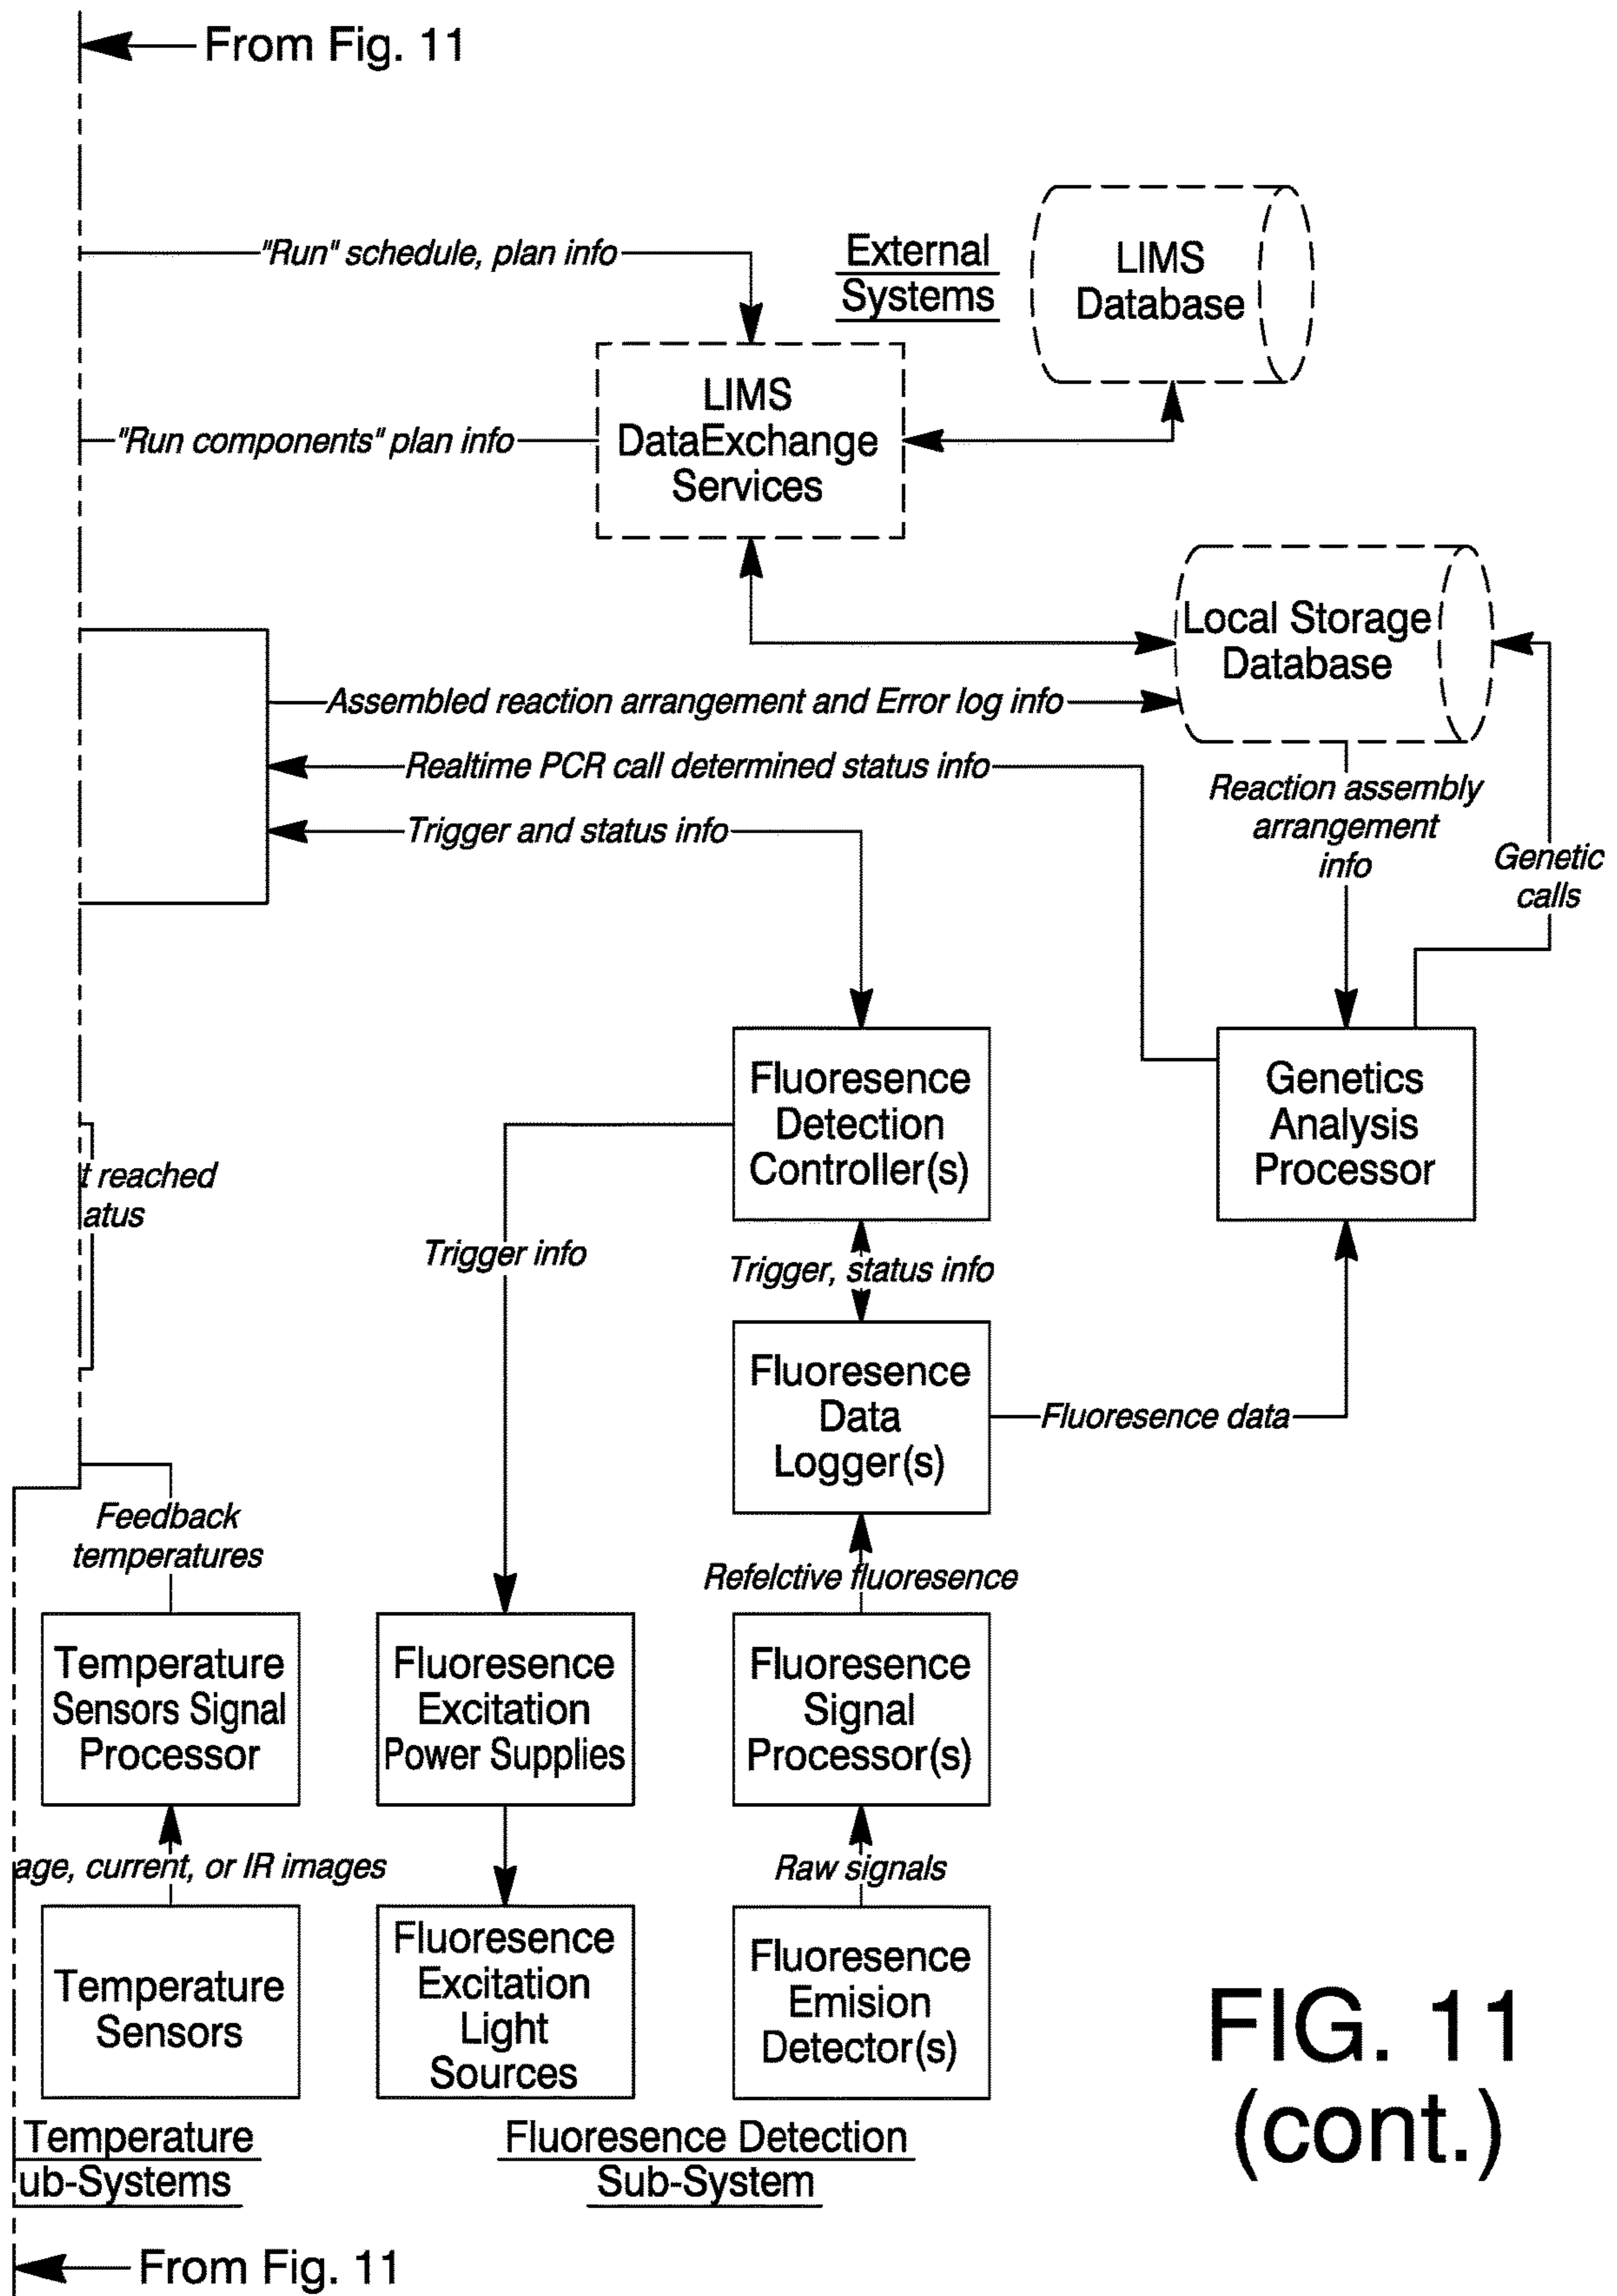 From Fig. 11
"Run" schedule, plan info
External
Systems
LIMS
Database
LIMS
DataExchange
Services
"Run components" plan info
Local Storage
Database
Assembled reaction arrangement and Error log info
Realtime PCR call determined status info
Trigger and status info
Reaction assembly
arrangement
info
Genetic
calls
Fluoresence
Detection
Controller(s)
Genetics
Analysis
Processor
t reached
atus
Trigger info
Trigger, status info
Fluoresence
Data
Logger(s)
Fluoresence data
Feedback
temperatures
Refelctive fluoresence
Temperature
Sensors Signal
Processor
Fluoresence
Excitation
Power Supplies
Fluoresence
Signal
Processor(s)
age, current, or IR images
Raw signals
Temperature
Sensors
Fluoresence
Excitation
Light
Sources
Fluoresence
Emision
Detector(s)
Temperature
ub-Systems
Fluoresence Detection
Sub-System
FIG. 11
(cont.)
From Fig. 11